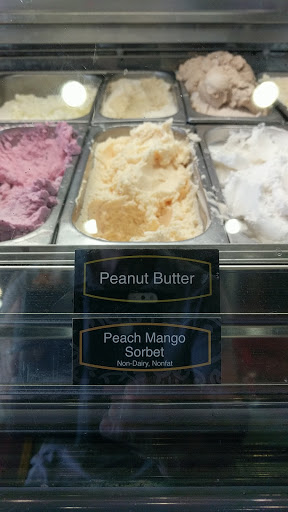 Peanut Butter
Peach Mango
Sorbet
Non-Dairy, Nonfat